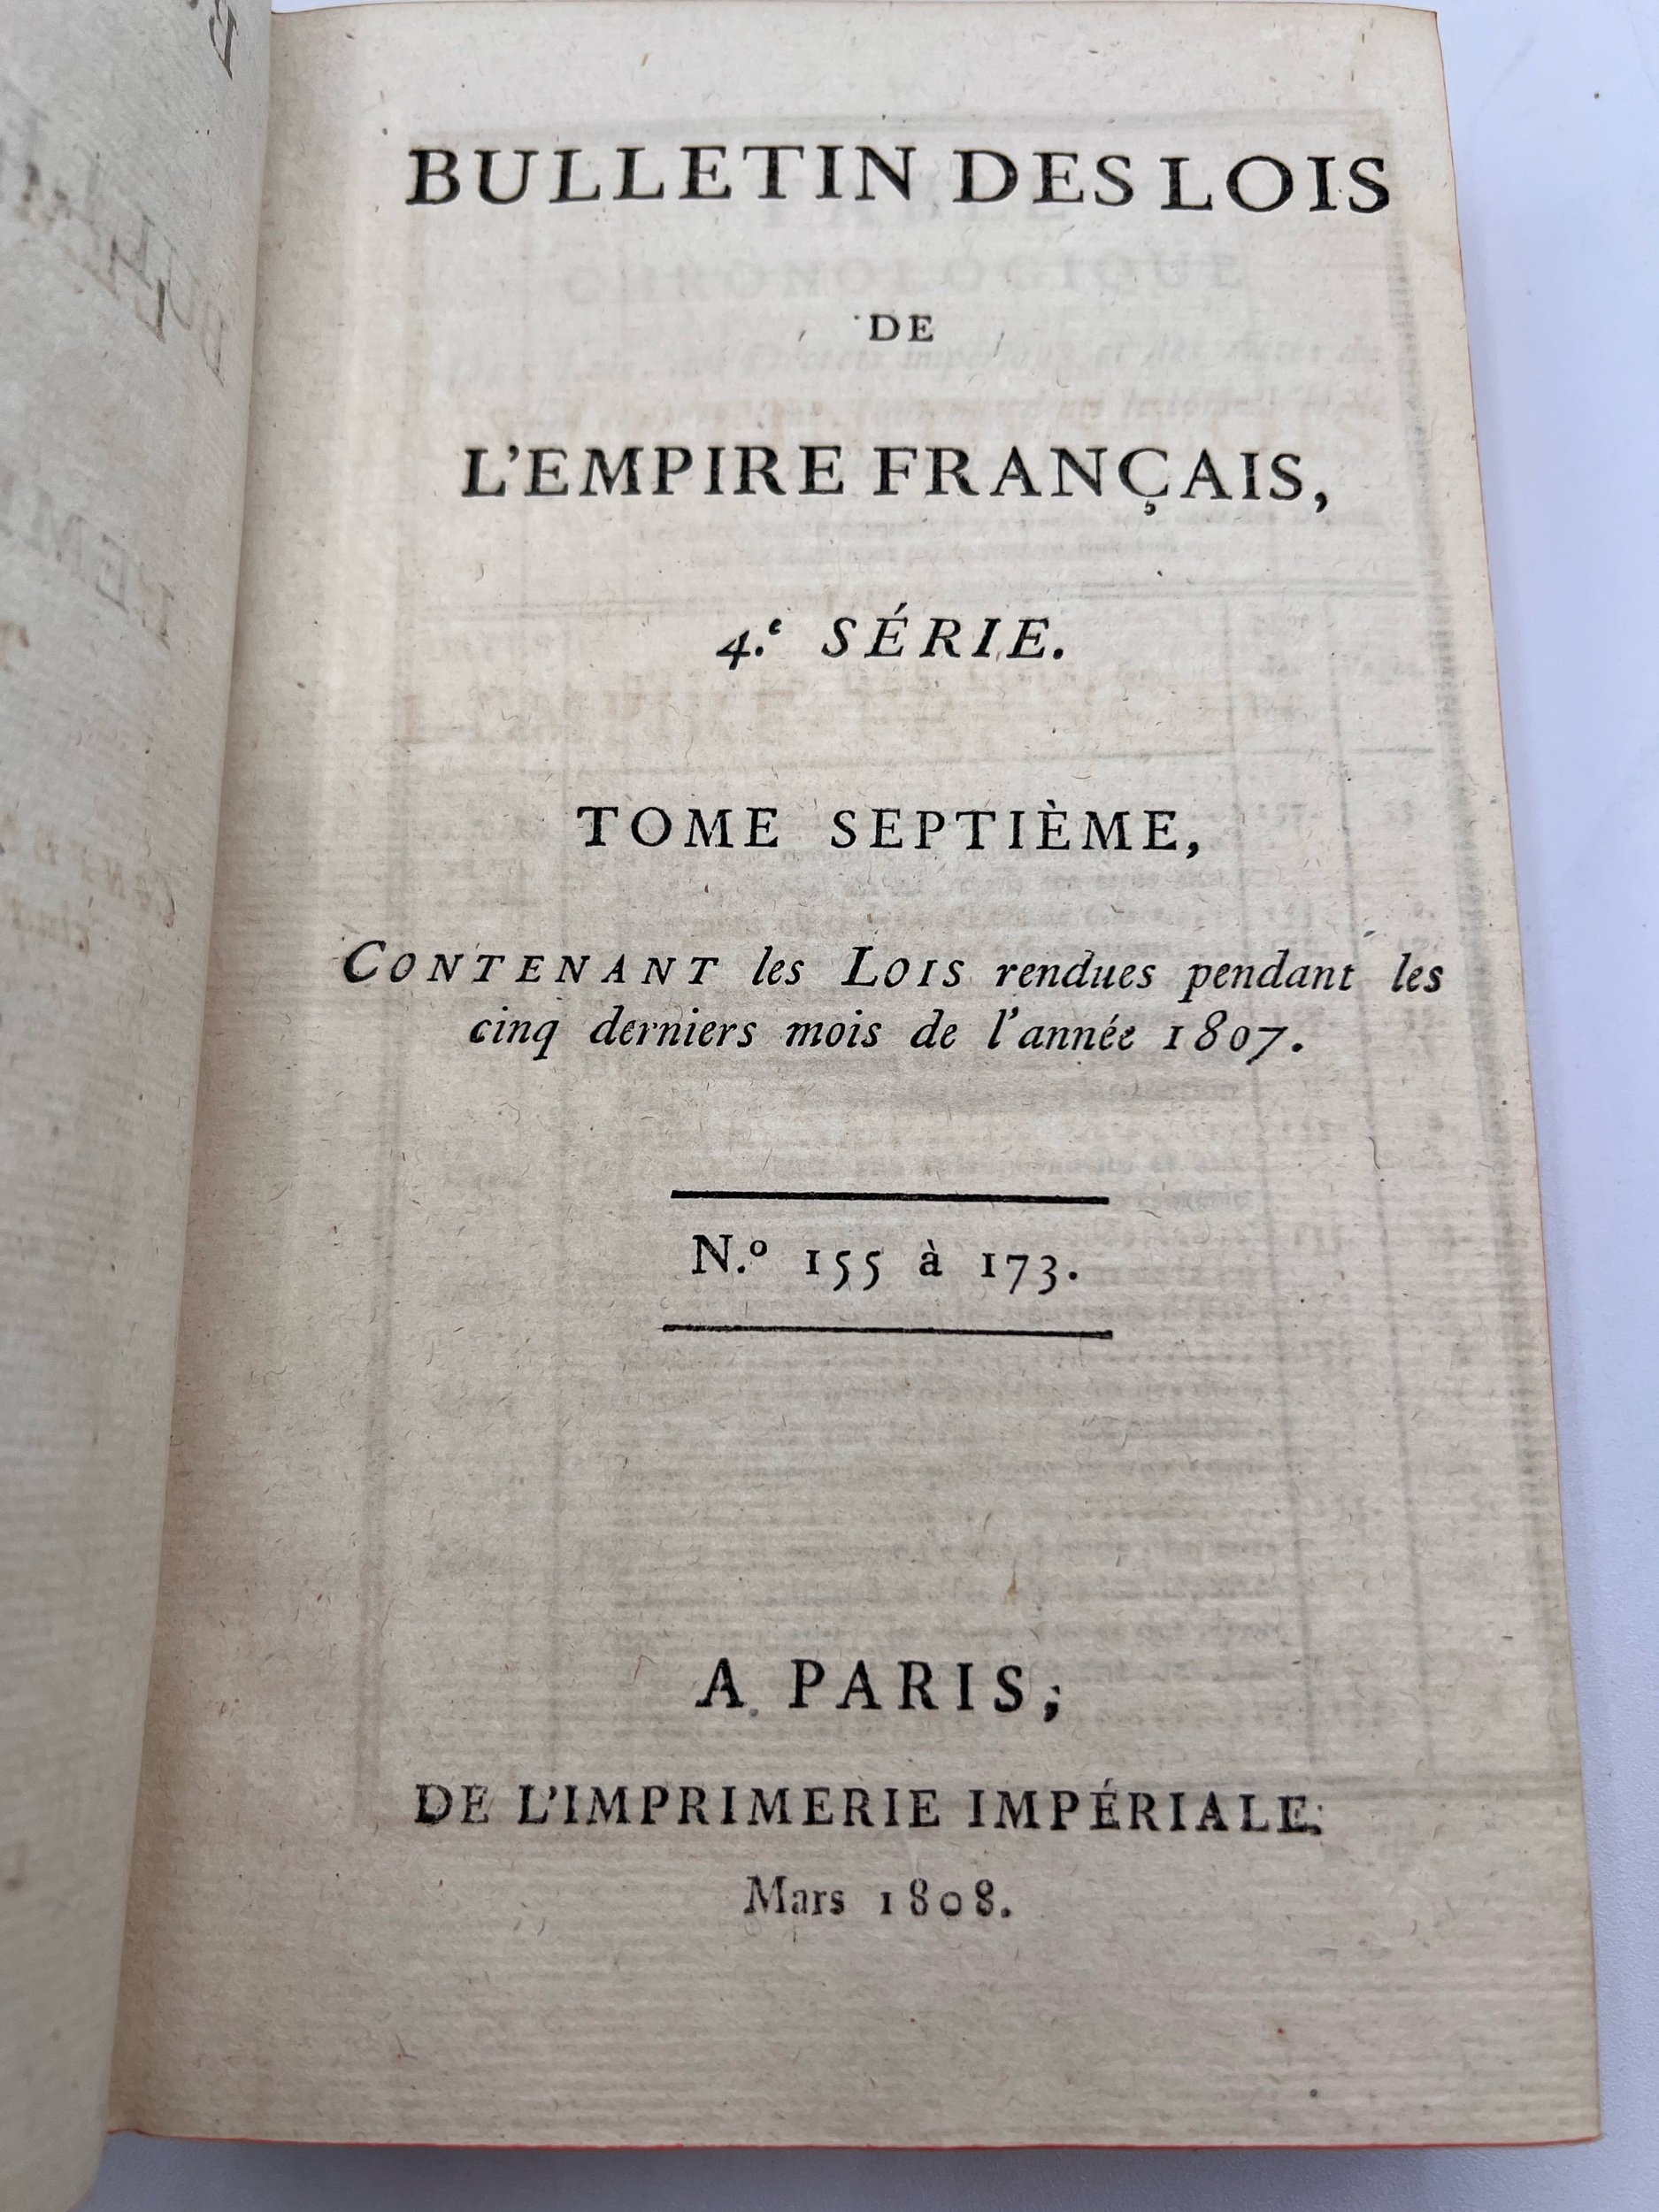 BULLETIN DES LOIS
DE
L'EMPIRE FRANÇAIS,
4.e SÉRIE.
TOME SEPTIÈME,
CONTENANT les LOIS rendues pendant les
cinq derniers mois de l'année 1807.
N.o 155 à 173.
A PARIS,
DE L'IMPRIMERIE IMPÉRIALE.
Mars 1808.